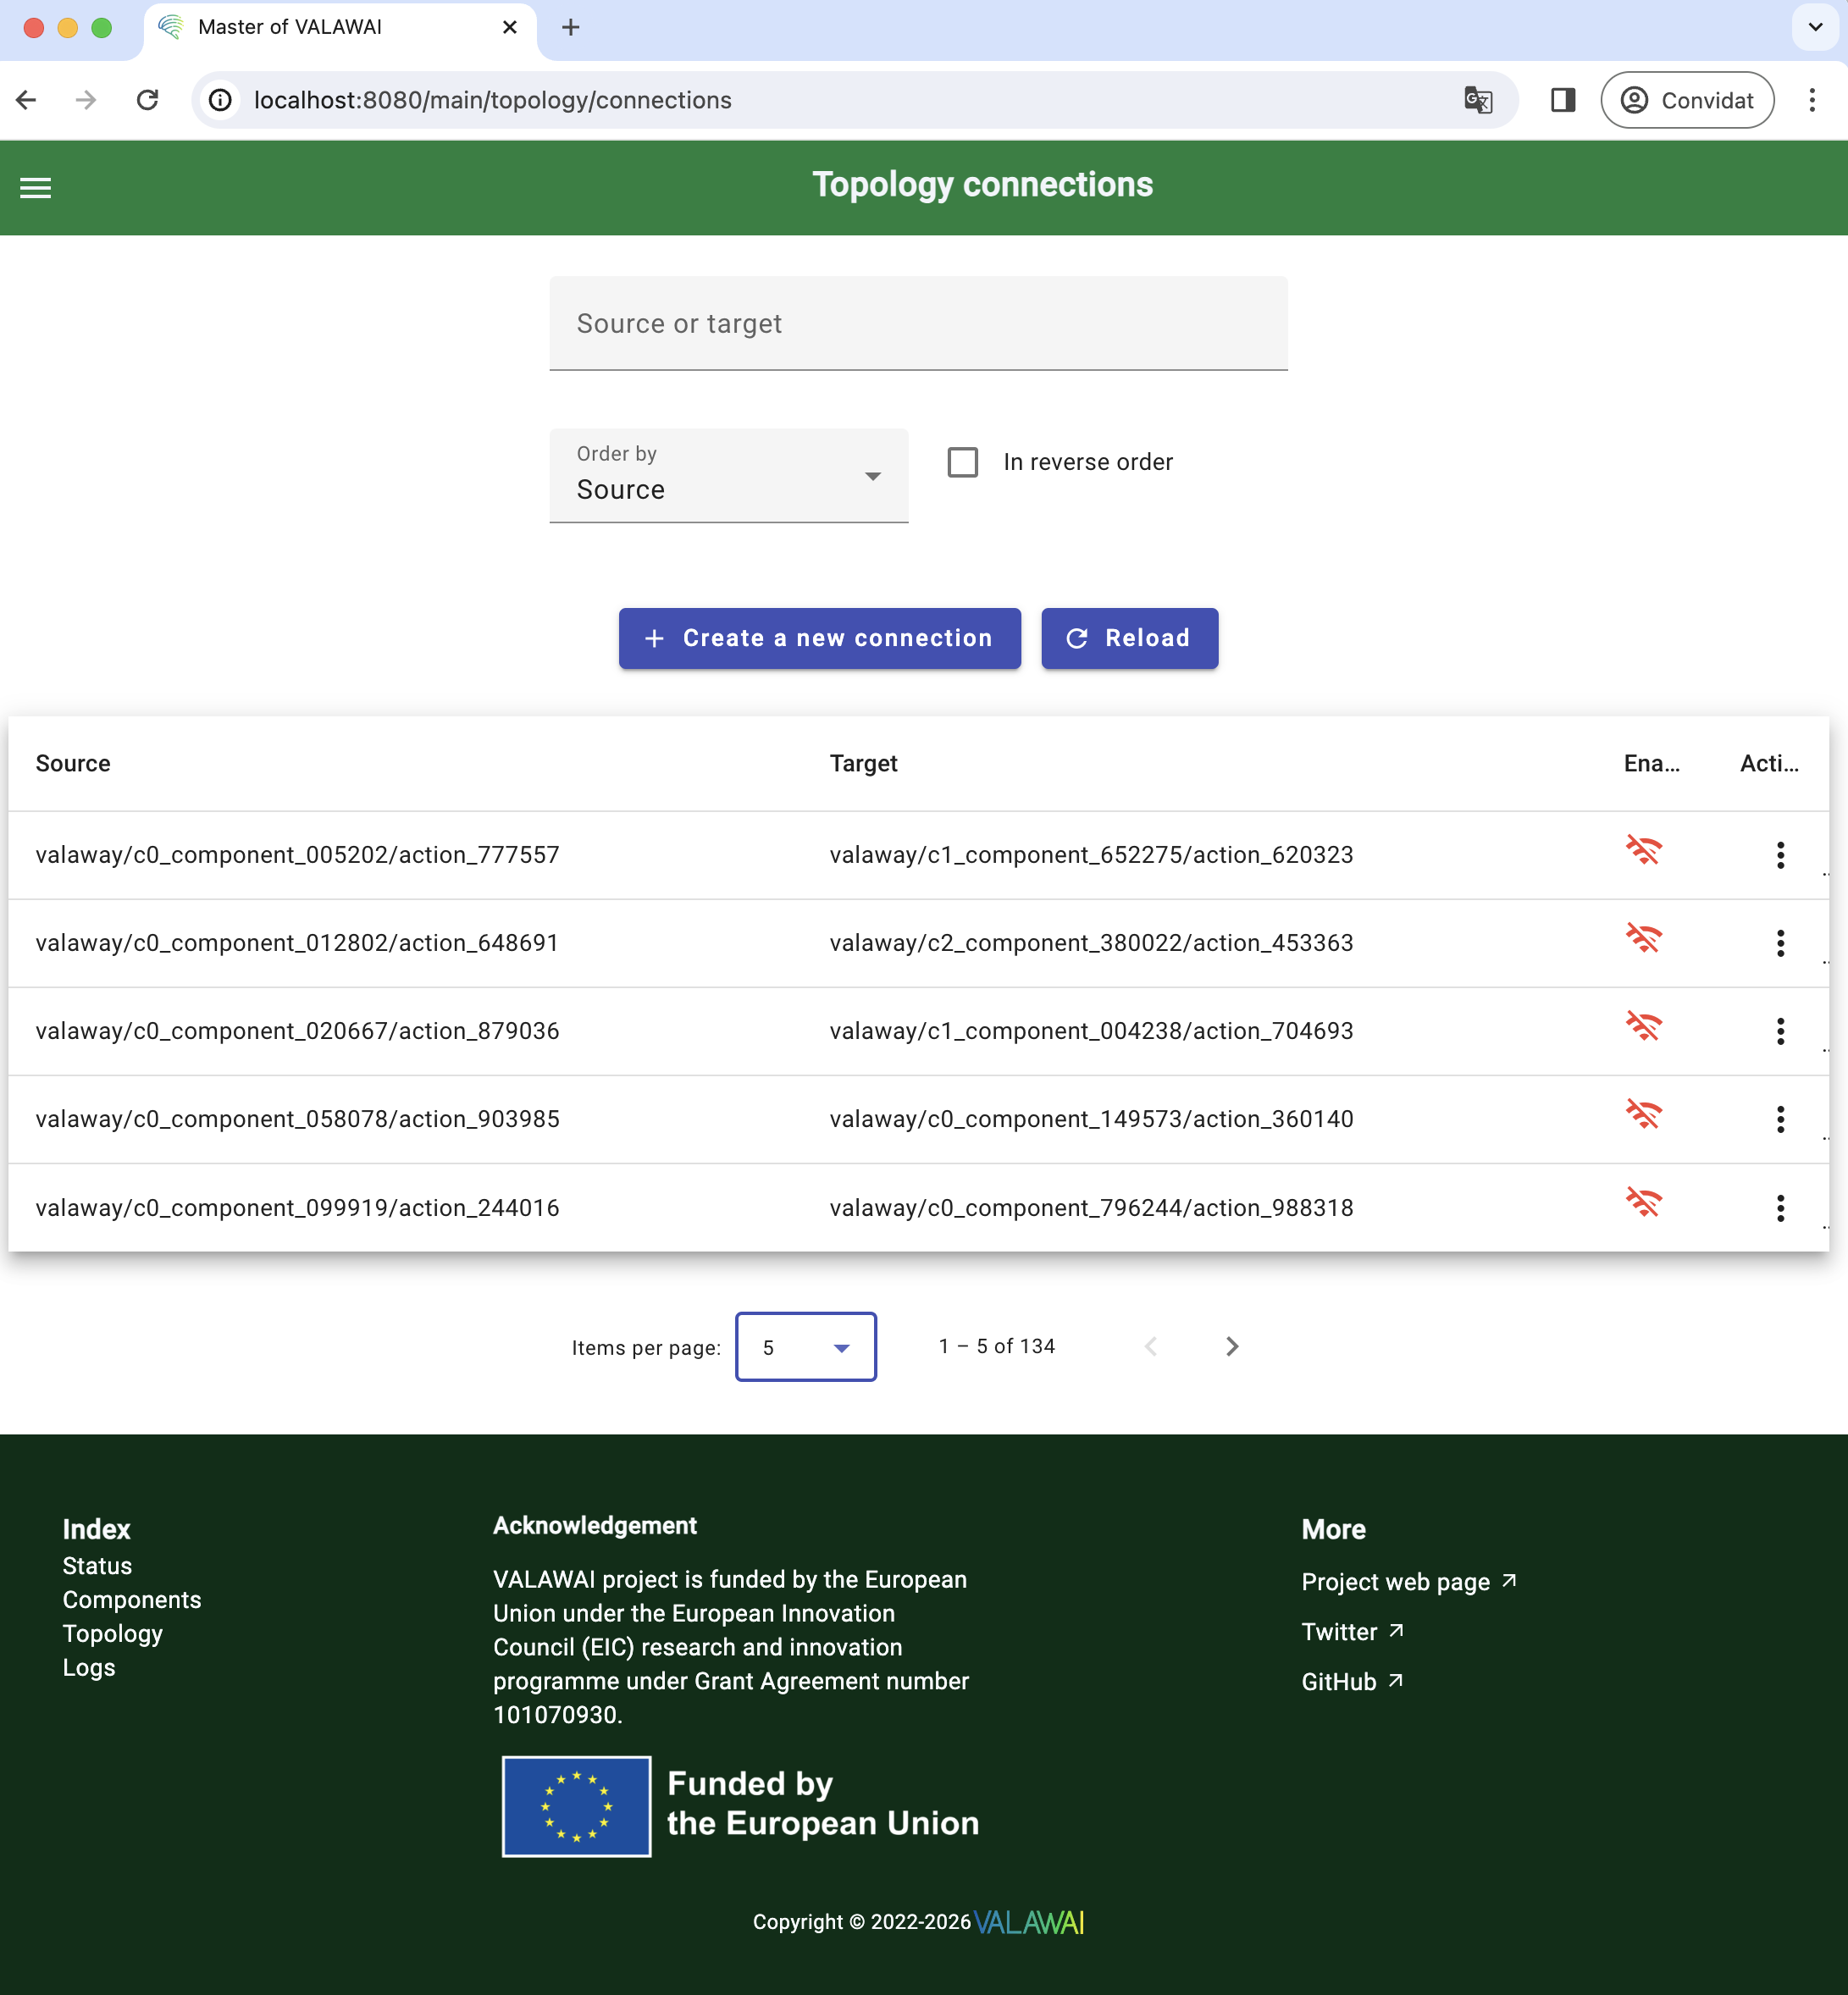 Master of VALAWAI
localhost:8080/main/topology/connections
Convidat
Topology connections
Source or target
Order by
Source
In reverse order
Create a new connection
Reload
Source Target Ena... Acti...
valaway/c0_component_005202/action_777557 valaway/c1_component_652275/action_620323
valaway/c0_component_012802/action_648691 valaway/c2_component_380022/action_453363
valaway/c0_component_020667/action_879036 valaway/c1_component_004238/action_704693
valaway/c0_component_058078/action_903985 valaway/c0_component_149573/action_360140
valaway/c0_component_099919/action_244016 valaway/c0_component_796244/action_988318
Items per page: 5 1 – 5 of 134
Index
Status
Components
Topology
Logs
Acknowledgement
VALAWAI project is funded by the European
Union under the European Innovation
Council (EIC) research and innovation
programme under Grant Agreement number
101070930.
Funded by
the European Union
More
Project web page
Twitter
GitHub
Copyright © 2022-2026 VALAWAI